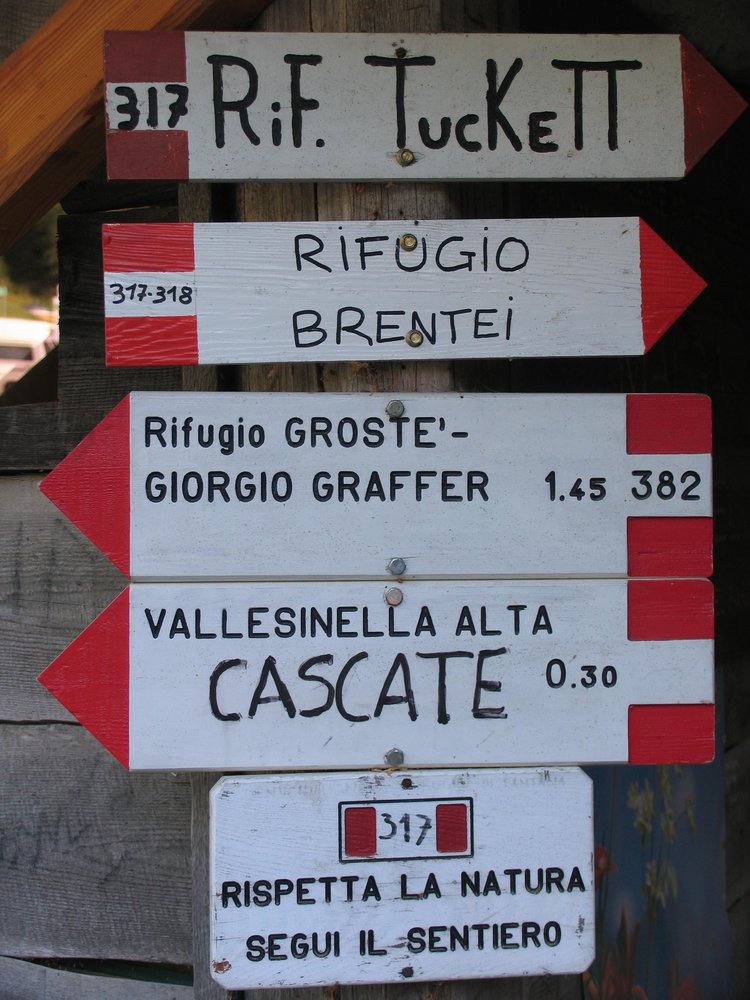 317 RiF. TucKeTT
RiFUGiO
317-318
BRENTEi
Rifugio GROSTE'-
GIORGIO GRAFFER 1.45 382
VALLESINELLA ALTA
CASCATE 0.30
317
RISPETTA LA NATURA
SEGUI IL SENTIERO